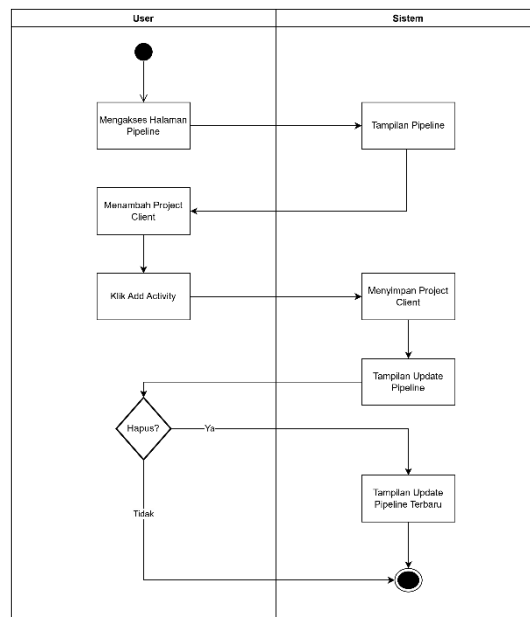 User
Sistem
Mengakses Halaman
Pipeline
Tampilan Pipeline
Menambah Project
Client
Klik Add Activity
Menyimpan Project
Client
Tampilan Update
Pipeline
Hapus?
Ya
Tampilan Update
Pipeline Terbaru
Tidak